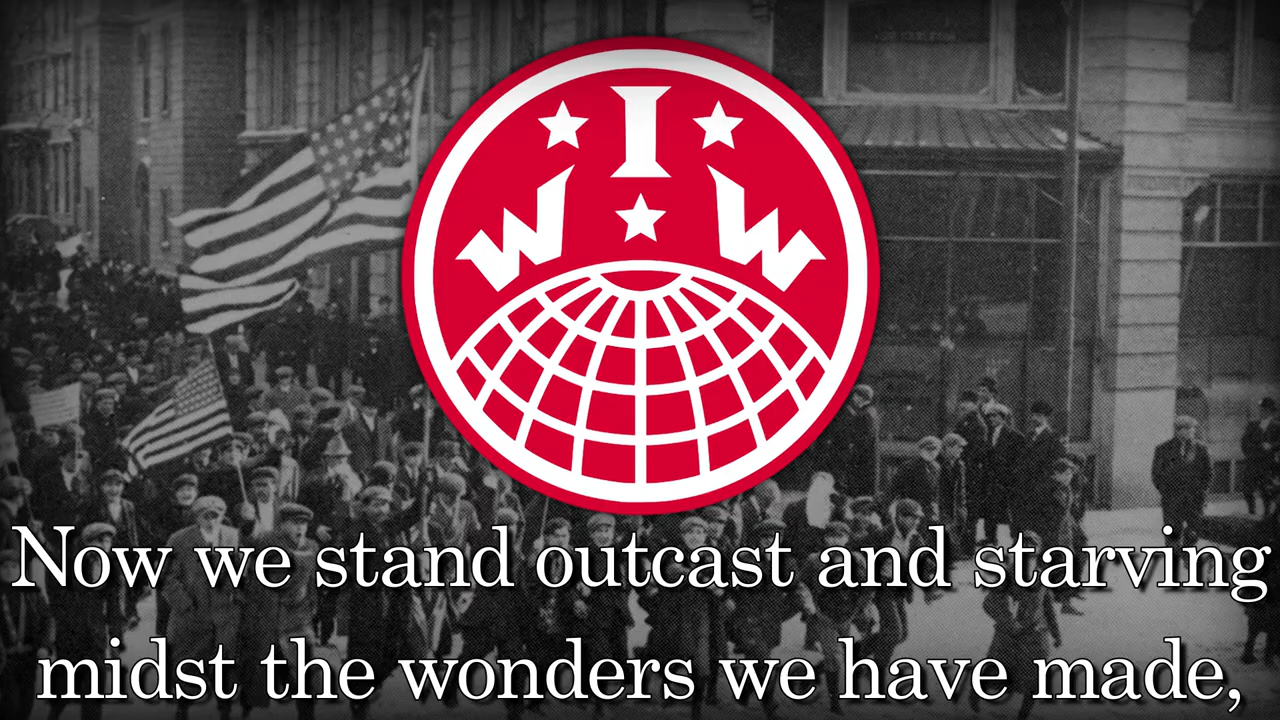 I
W W
Now we stand outcast and starving
midst the wonders we have made,